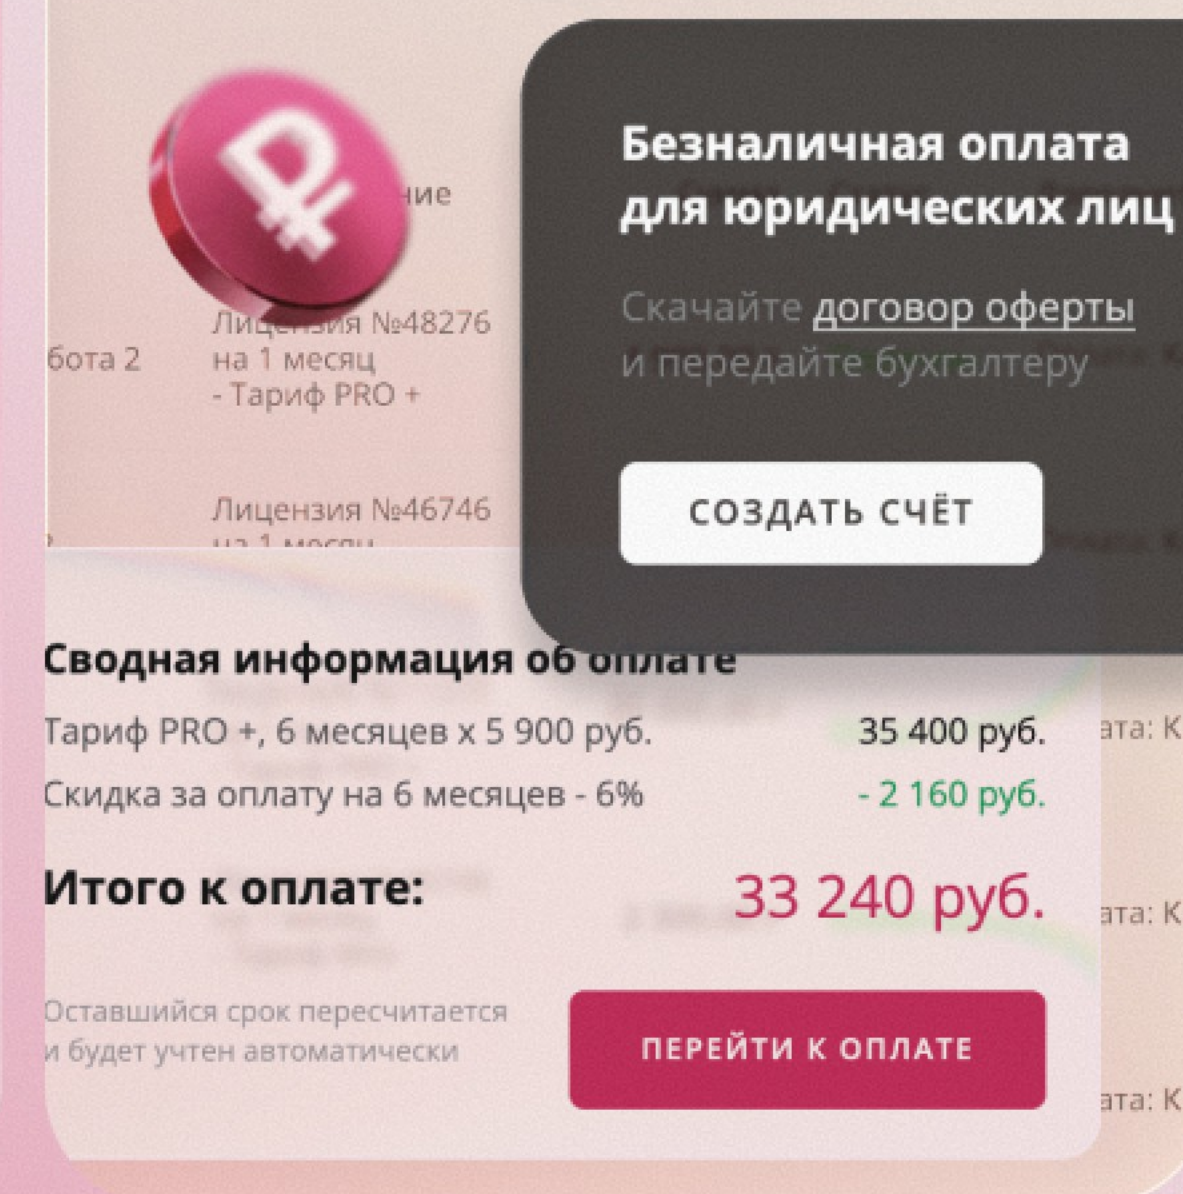 Безналичная оплата
для юридических лиц
Скачайте договор оферты
и передайте бухгалтеру
СОЗДАТЬ СЧЁТ
Лицензия №48276
бота 2
на 1 месяц
- Тариф PRO +
Лицензия №46746
на 1 месяц
Сводная информация об оплате
Тариф PRO +, 6 месяцев х 5 900 руб.
35 400 руб.
Скидка за оплату на 6 месяцев - 6%
- 2 160 руб.
Итого к оплате:
33 240 руб.
Оставшийся срок пересчитается
и будет учтен автоматически
ПЕРЕЙТИ К ОПЛАТЕ
ата: К
ата: К
ата: К